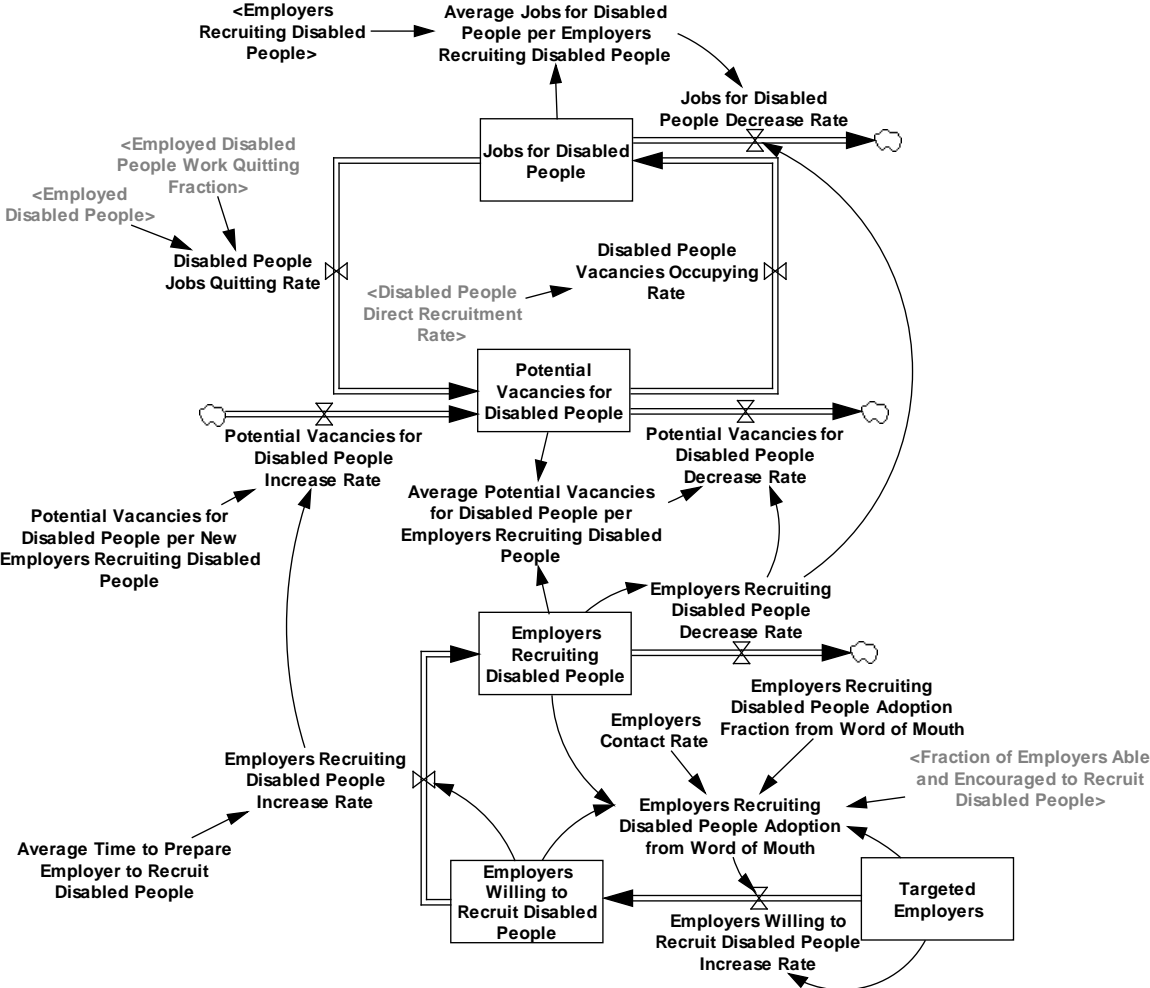 <Employers
Recruiting Disabled
People>
Average Jobs for Disabled
People per Employers
Recruiting Disabled People
Jobs for Disabled
People Decrease Rate
Jobs for Disabled
People
<Employed Disabled
People Work Quitting
Fraction>
<Employed
Disabled People>
Disabled People
Jobs Quitting Rate
Disabled People
Vacancies Occupying
Rate
<Disabled People
Direct Recruitment
Rate>
Potential
Vacancies for
Disabled People
Potential Vacancies for
Disabled People
Increase Rate
Potential Vacancies for
Disabled People
Decrease Rate
Average Potential Vacancies
for Disabled People per
Employers Recruiting Disabled
People
Potential Vacancies for
Disabled People per New
Employers Recruiting Disabled
People
Employers Recruiting
Disabled People
Decrease Rate
Employers
Recruiting
Disabled People
Employers Recruiting
Disabled People Adoption
Fraction from Word of Mouth
Employers
Contact Rate
<Fraction of Employers Able
and Encouraged to Recruit
Disabled People>
Employers Recruiting
Disabled People
Increase Rate
Employers Recruiting
Disabled People Adoption
from Word of Mouth
Average Time to Prepare
Employer to Recruit
Disabled People
Employers
Willing to
Recruit Disabled
People
Targeted
Employers
Employers Willing to
Recruit Disabled People
Increase Rate